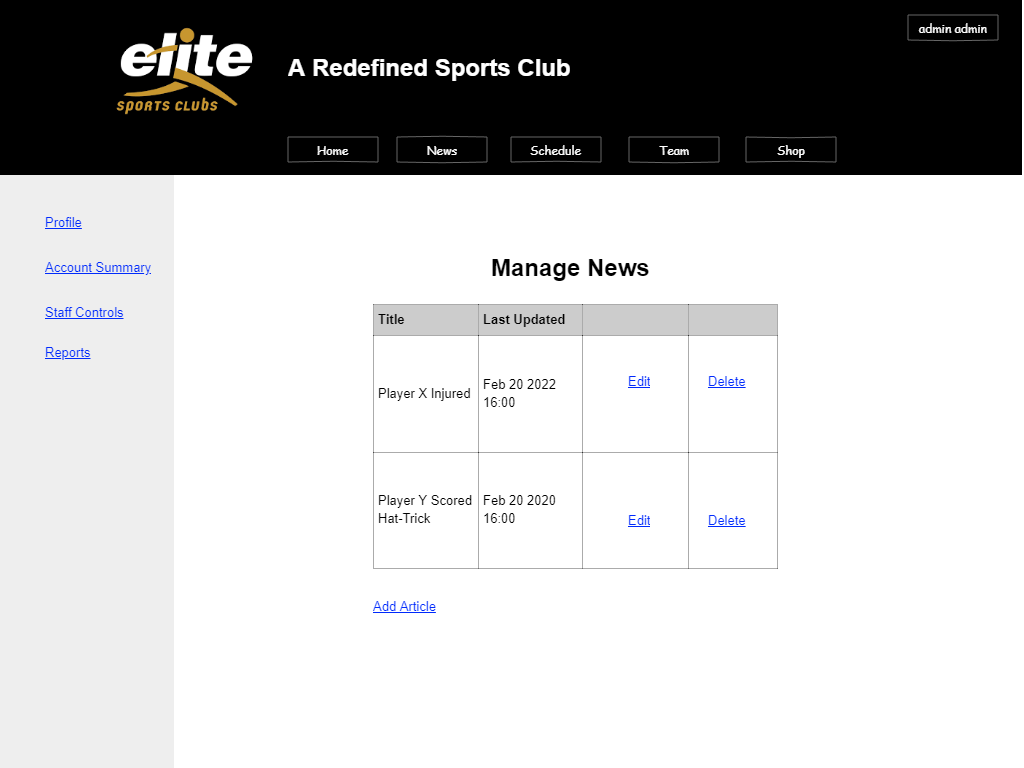 admin admin
elite
SPORTS CLUBS
A Redefined Sports Club
Home News Schedule Team Shop
Profile
Account Summary
Staff Controls
Reports
Manage News
Title Last Updated
Player X Injured
Feb 20 2022
16:00
Edit Delete
Player Y Scored
Hat-Trick
Feb 20 2020
16:00
Edit Delete
Add Article